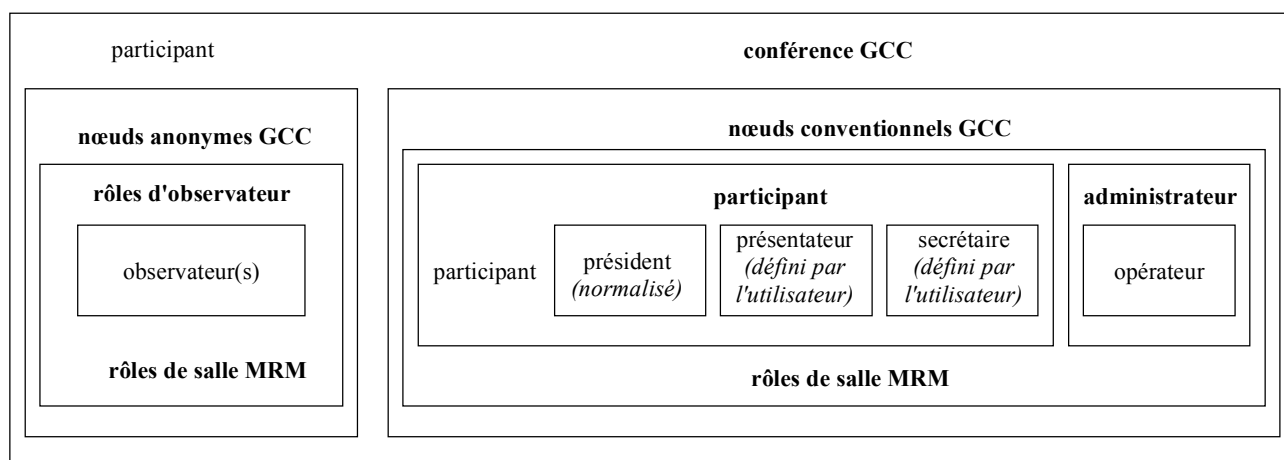 participant
conférence GCC
nœuds anonymes GCC
rôles d'observateur
observateur(s)
rôles de salle MRM
nœuds conventionnels GCC
participant
participant
président
(normalisé)
présentateur
(défini par
l'utilisateur)
secrétaire
(défini par
l'utilisateur)
administrateur
opérateur
rôles de salle MRM